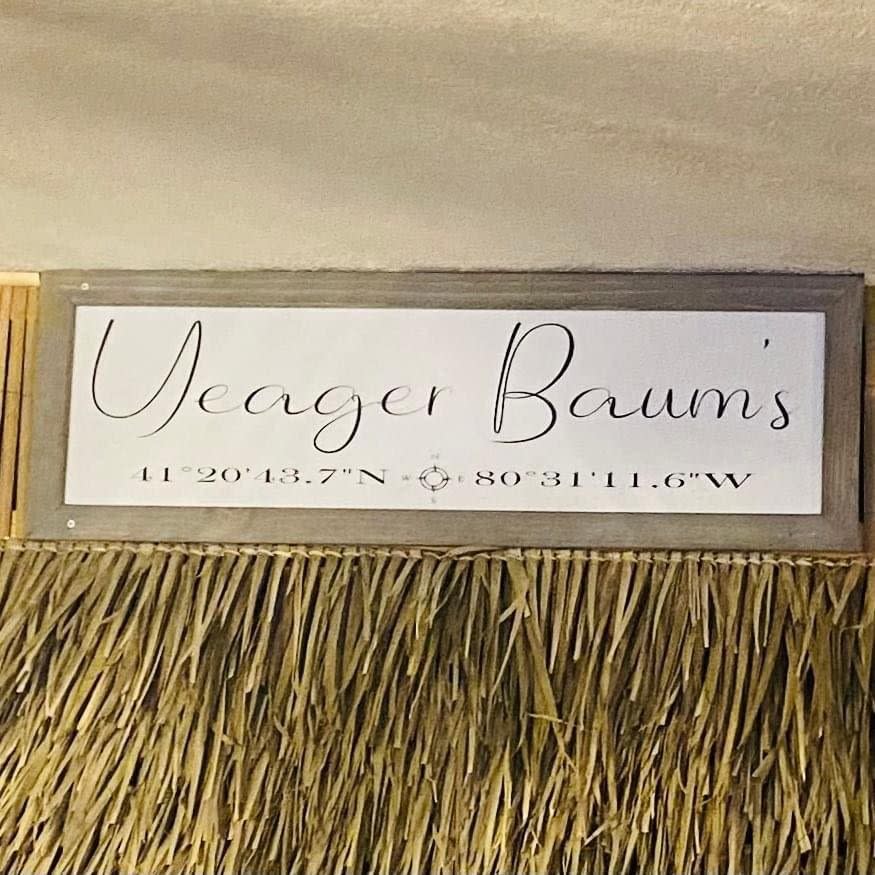 Yeager Baum's
N
41°20'43.7"N W E 80°31'11.6"W
S